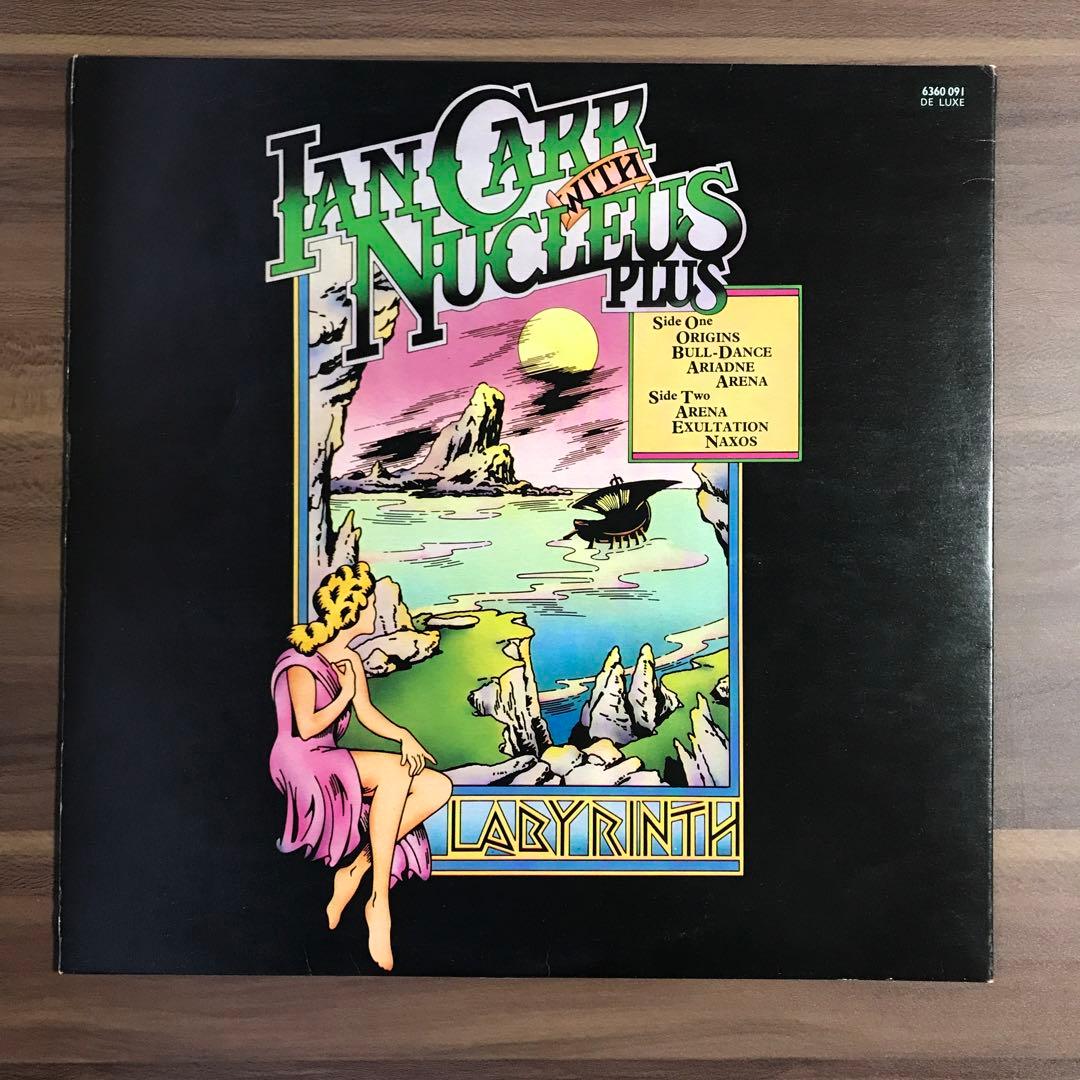 6360 091
DE LUXE
IAN CARR
WITH
NUCLEUS
PLUS
Side One
ORIGINS
BULL-DANCE
ARIADNE
ARENA
Side Two
ARENA
EXULTATION
NAXOS
LABYRINTH